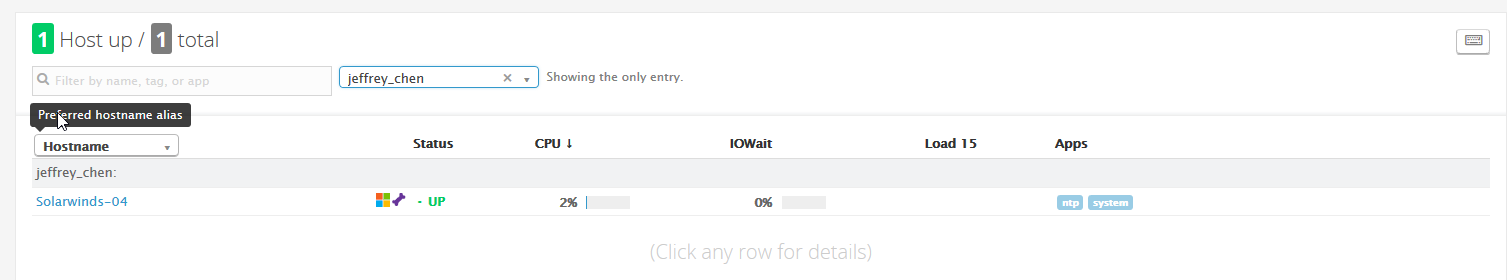 1 Host up / 1 total
Filter by name, tag, or app jeffrey_chen Showing the only entry.
Preferred hostname alias
Hostname Status CPU ↓ IOWait Load 15 Apps
jeffrey_chen:
Solarwinds-04 - UP 2% 0% ntp system
(Click any row for details)